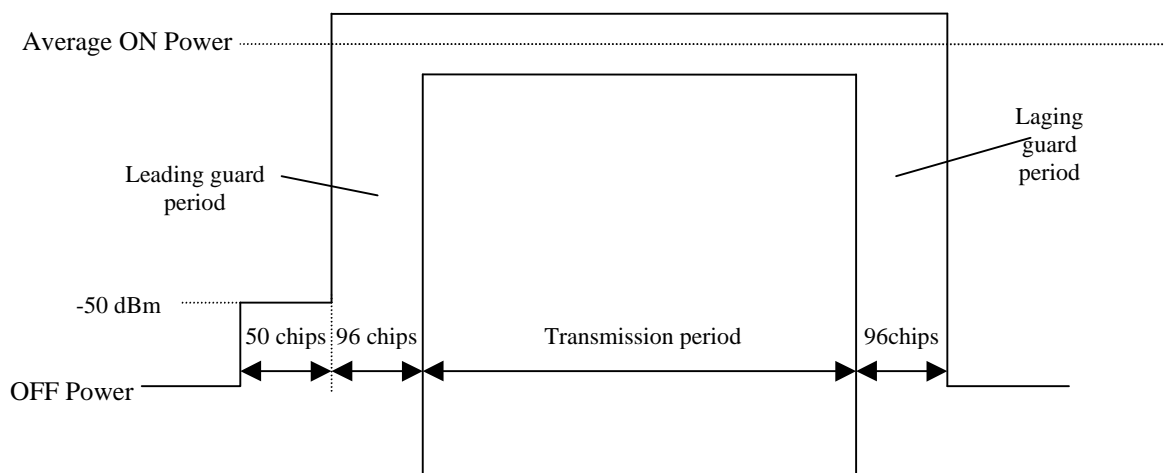 Average ON Power
Laging
guard
period
Leading guard
period
-50 dBm
50 chips
96 chips
Transmission period
96chips
OFF Power